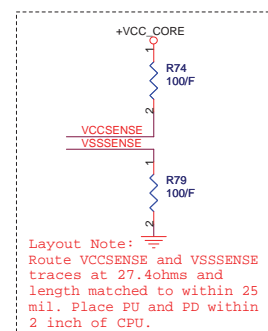 +VCC_CORE
1
R74
100/F
2
VCCSENSE
VSSSENSE
1
R79
100/F
2
Layout Note:
Route VCCSENSE and VSSSENSE
traces at 27.4ohms and
length matched to within 25
mil. Place PU and PD within
2 inch of CPU.